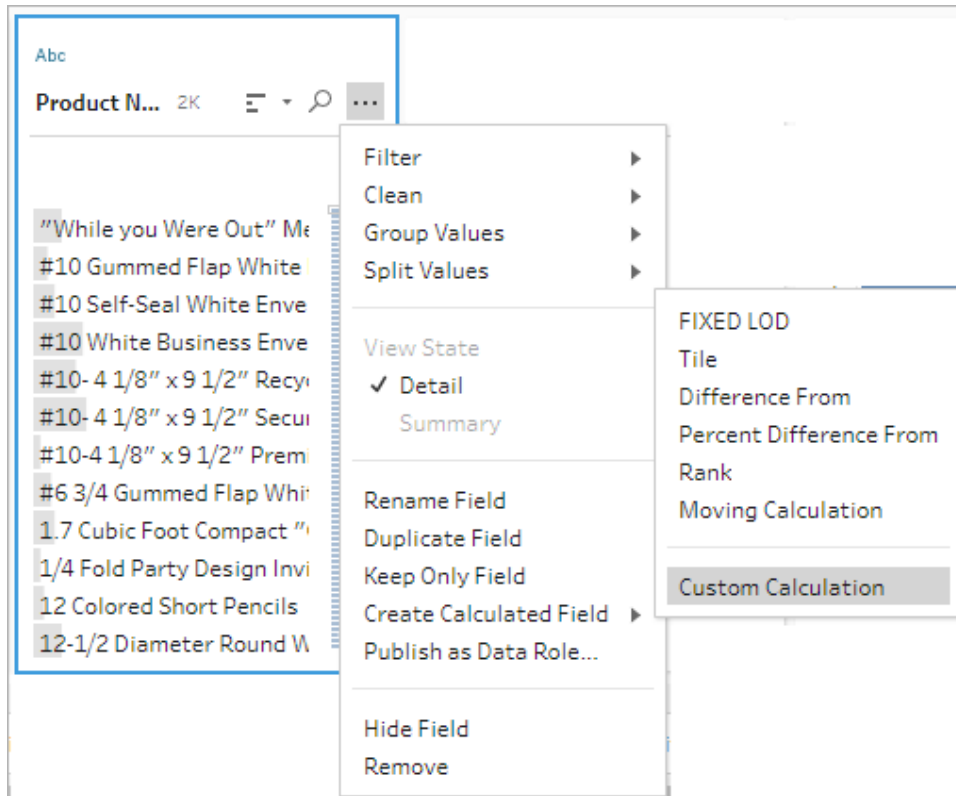 Abc
Product N... 2K
"While you Were Out" Me
#10 Gummed Flap White
#10 Self-Seal White Enve
#10 White Business Enve
#10- 4 1/8" x 9 1/2" Recy
#10- 4 1/8" x 9 1/2" Secur
#10-4 1/8" x 9 1/2" Premi
#6 3/4 Gummed Flap Whit
1.7 Cubic Foot Compact "
1/4 Fold Party Design Invi
12 Colored Short Pencils
12-1/2 Diameter Round W
Filter
Clean
Group Values
Split Values
View State
✓ Detail
Summary
Rename Field
Duplicate Field
Keep Only Field
Create Calculated Field
Publish as Data Role...
Hide Field
Remove
FIXED LOD
Tile
Difference From
Percent Difference From
Rank
Moving Calculation
Custom Calculation